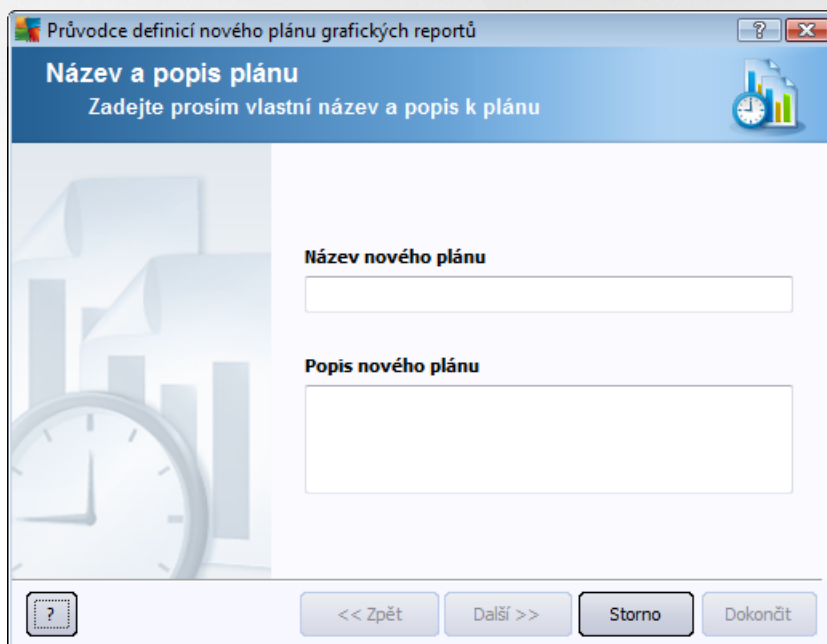 Průvodce definicí nového plánu grafických reportů
?
Název a popis plánu
Zadejte prosím vlastní název a popis k plánu
Název nového plánu
Popis nového plánu
?
<< Zpět
Další >>
Storno
Dokončit